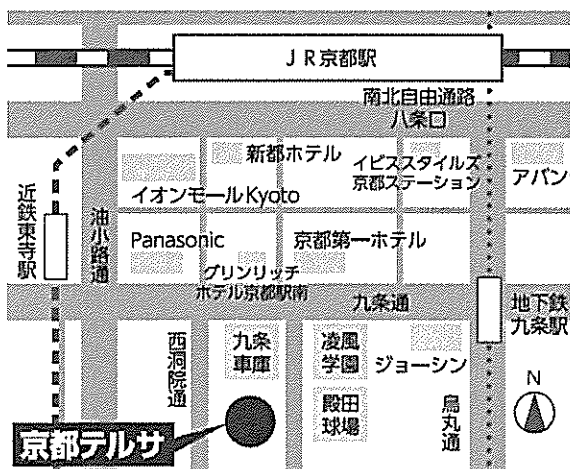 JR京都駅
南北自由通路
八条口
新都ホテル
イビススタイルズ
京都ステーション
アバン
イオンモールKyoto
近鉄東寺駅
油小路通
Panasonic
京都第一ホテル
グリンリッチ
ホテル京都駅南
九条通
地下鉄
九条駅
西洞院通
九条
車庫
凌風
学園
ジョーシン
烏丸通
N
殿田
球場
京都テルサ